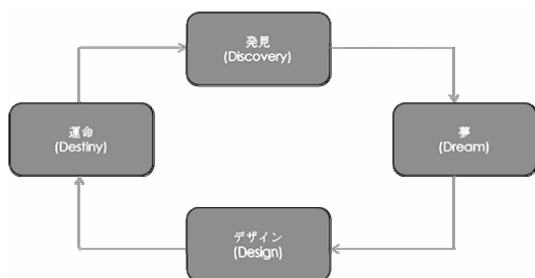 発見
(Discovery)
夢
(Dream)
デザイン
(Design)
運命
(Destiny)